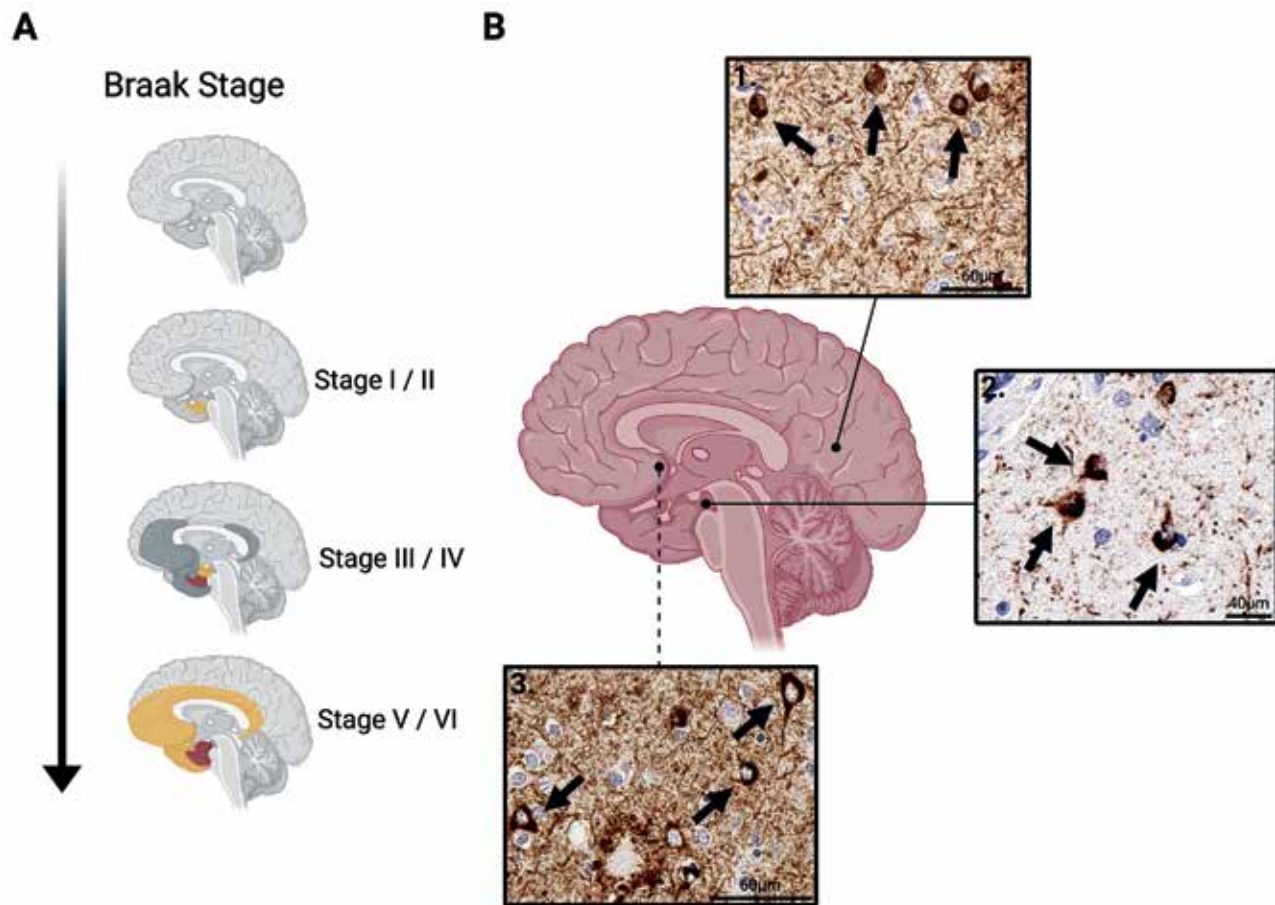 A
B
Braak Stage
1.
60µm
Stage I / II
2.
40µm
Stage III / IV
3.
60µm
Stage V / VI